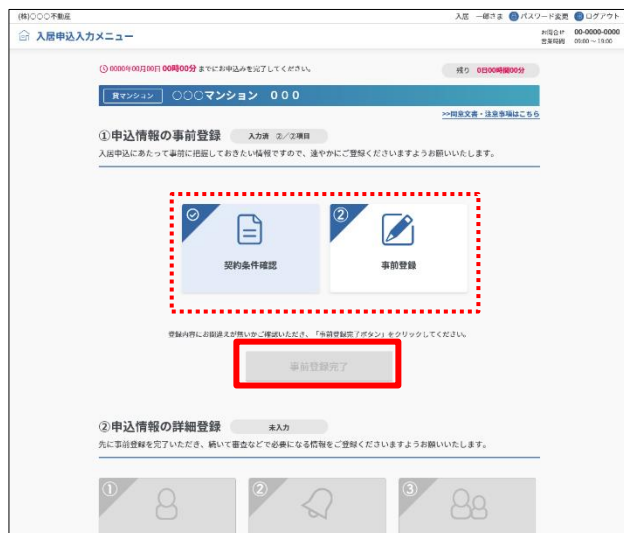 (株)○○○不動産
入居 一郎さま パスワード変更 ログアウト
入居申込入力メニュー
お問合せ 00-0000-0000
営業時間 09:00～19:00
0000年00月00日 00時00分 までにお申込みを完了してください。
残り 0日00時間00分
賃マンション ○○○マンション ０００
>>同意文書・注意事項はこちら
①申込情報の事前登録
入力済 ②／②項目
入居申込にあたって事前に把握しておきたい情報ですので、速やかにご登録くださいますようお願いいたします。
②
契約条件確認
事前登録
登録内容にお間違えが無いかご確認いただき、「事前登録完了ボタン」をクリックしてください。
事前登録完了
②申込情報の詳細登録
未入力
先に事前登録を完了いただき、続いて審査などで必要になる情報をご登録くださいますようお願いいたします。
①
②
③